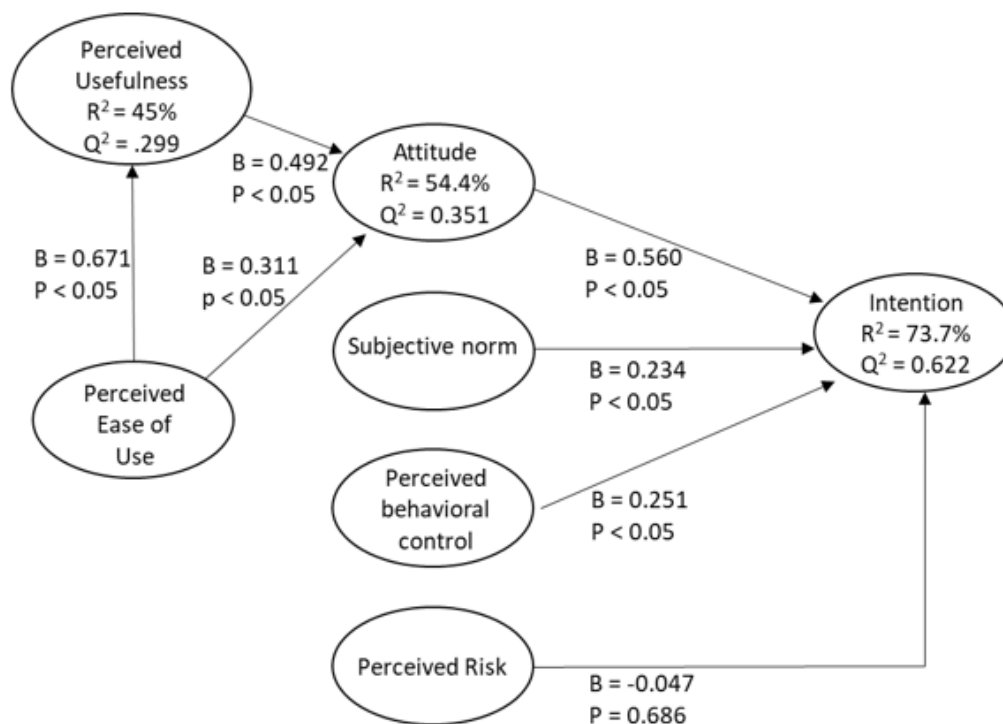 Perceived
Usefulness
R² = 45%
Q² = .299
B = 0.492
P < 0.05
Attitude
R² = 54.4%
Q² = 0.351
B = 0.671
P < 0.05
B = 0.311
p < 0.05
B = 0.560
P < 0.05
Intention
R² = 73.7%
Q² = 0.622
Subjective norm
B = 0.234
P < 0.05
Perceived
Ease of
Use
Perceived
behavioral
control
B = 0.251
P < 0.05
Perceived Risk
B = -0.047
P = 0.686